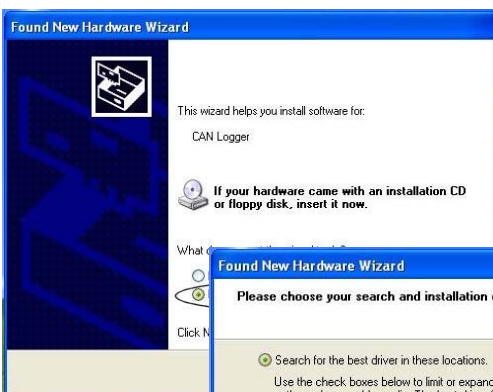 Found New Hardware Wizard
This wizard helps you install software for:
CAN Logger
If your hardware came with an installation CD
or floppy disk, insert it now.
What
Click
Found New Hardware Wizard
Please choose your search and installation
Search for the best driver in these locations.
Use the check boxes below to limit or expand